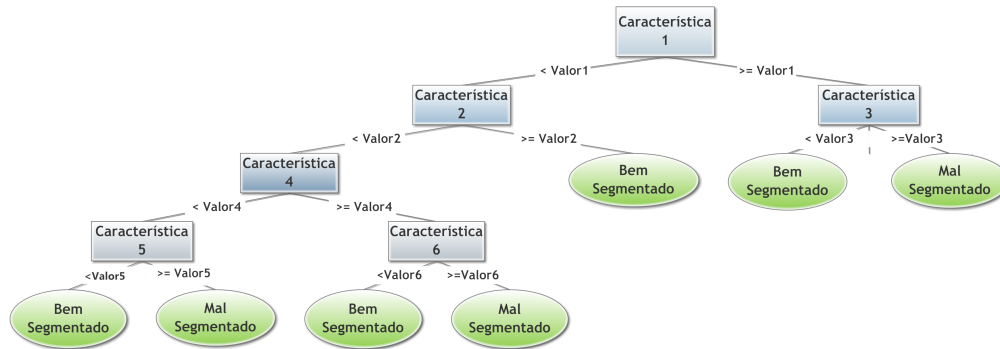 Característica
1
< Valor1
>= Valor1
Característica
2
Característica
3
< Valor2
>= Valor2
< Valor3
>=Valor3
Característica
4
Bem
Segmentado
Bem
Segmentado
Mal
Segmentado
< Valor4
>= Valor4
Característica
5
Característica
6
<Valor5
>= Valor5
<Valor6
>=Valor6
Bem
Segmentado
Mal
Segmentado
Bem
Segmentado
Mal
Segmentado